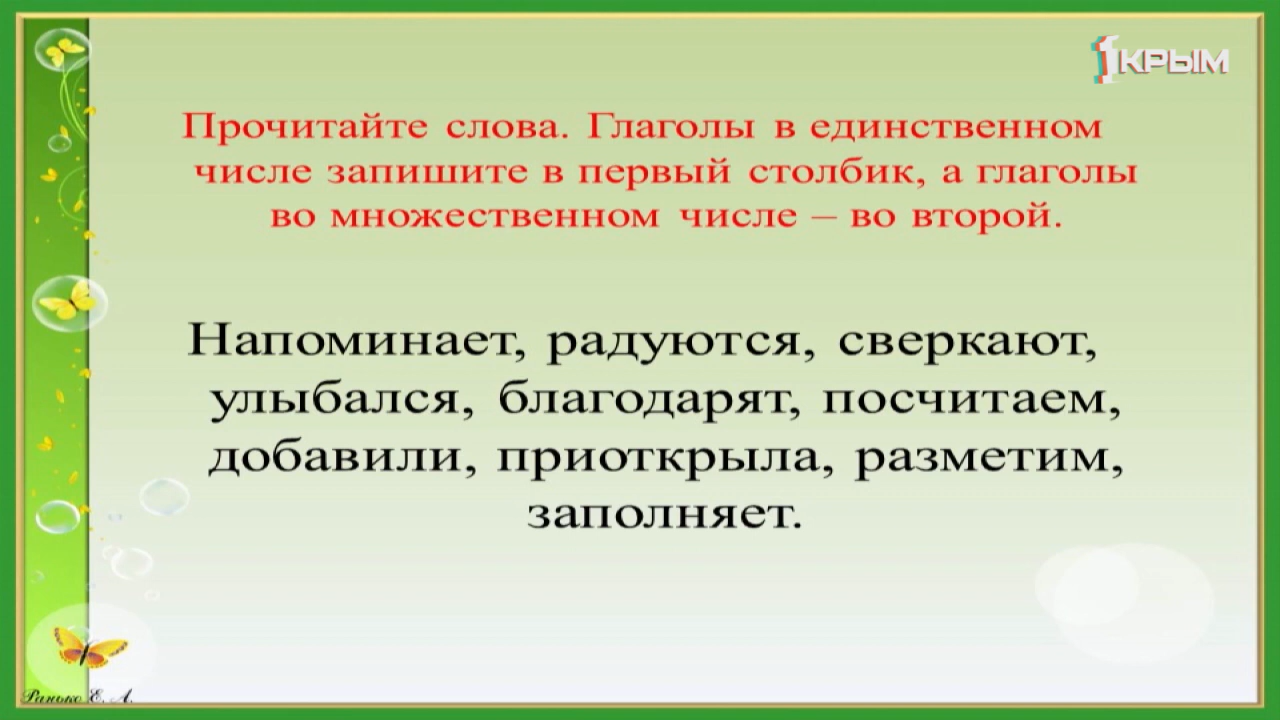 1КРЫМ
Прочитайте слова. Глаголы в единственном
числе запишите в первый столбик, а глаголы
во множественном числе – во второй.
Напоминает, радуются, сверкают,
улыбался, благодарят, посчитаем,
добавили, приоткрыла, разметим,
заполняет.
Ранько Е. А.